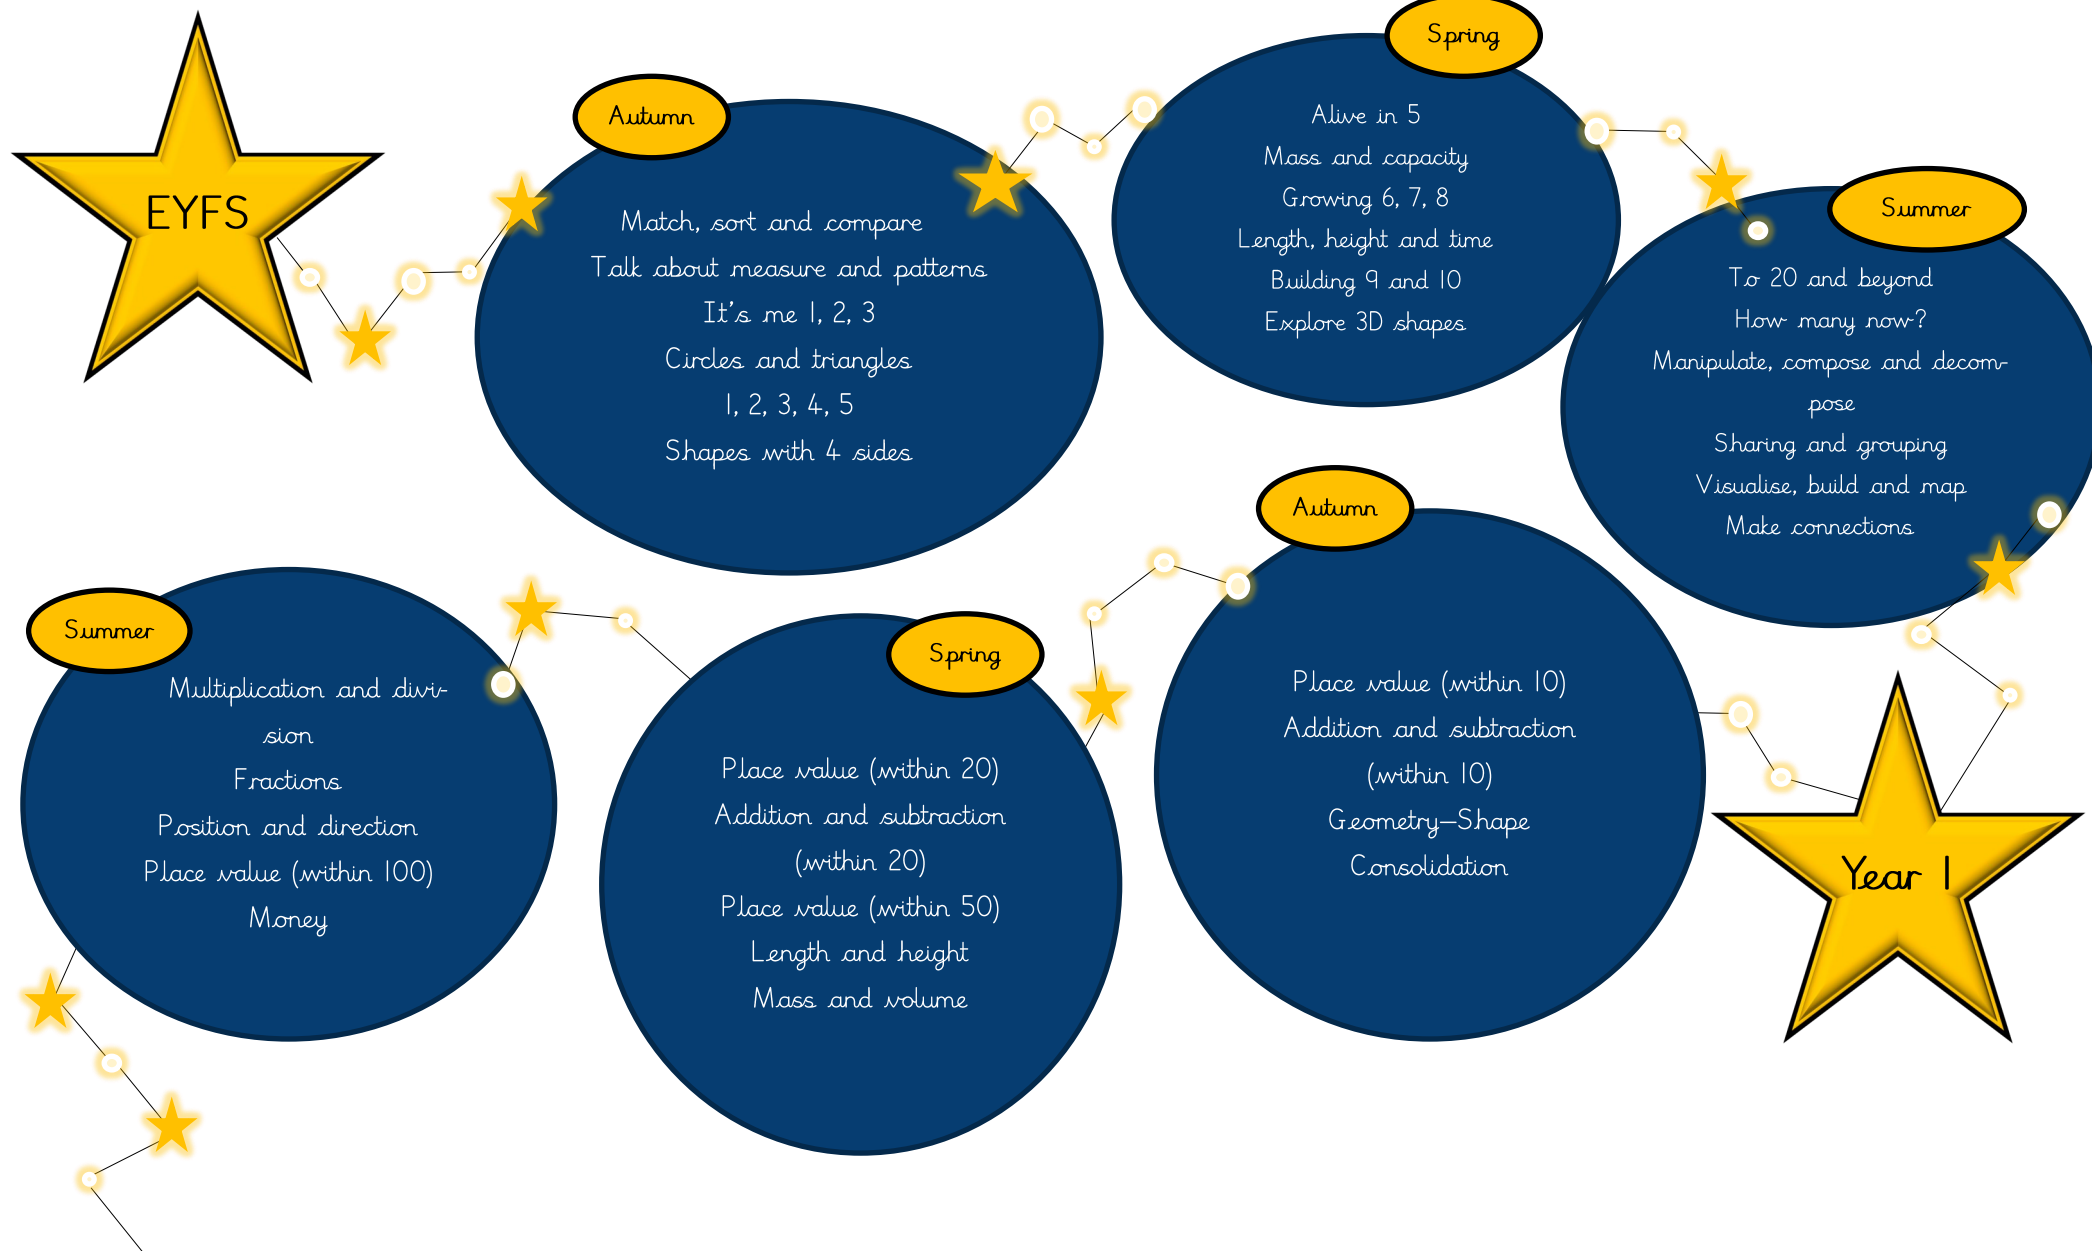 EYFS
Autumn
Match, sort and compare
Talk about measure and patterns
It's me 1, 2, 3
Circles and triangles
1, 2, 3, 4, 5
Shapes with 4 sides
Spring
Alive in 5
Mass and capacity
Growing 6, 7, 8
Length, height and time
Building 9 and 10
Explore 3D shapes
Summer
To 20 and beyond
How many now?
Manipulate, compose and decom-
pose
Sharing and grouping
Visualise, build and map
Make connections
Year 1
Autumn
Place value (within 10)
Addition and subtraction
(within 10)
Geometry—Shape
Consolidation
Spring
Place value (within 20)
Addition and subtraction
(within 20)
Place value (within 50)
Length and height
Mass and volume
Summer
Multiplication and divi-
sion
Fractions
Position and direction
Place value (within 100)
Money